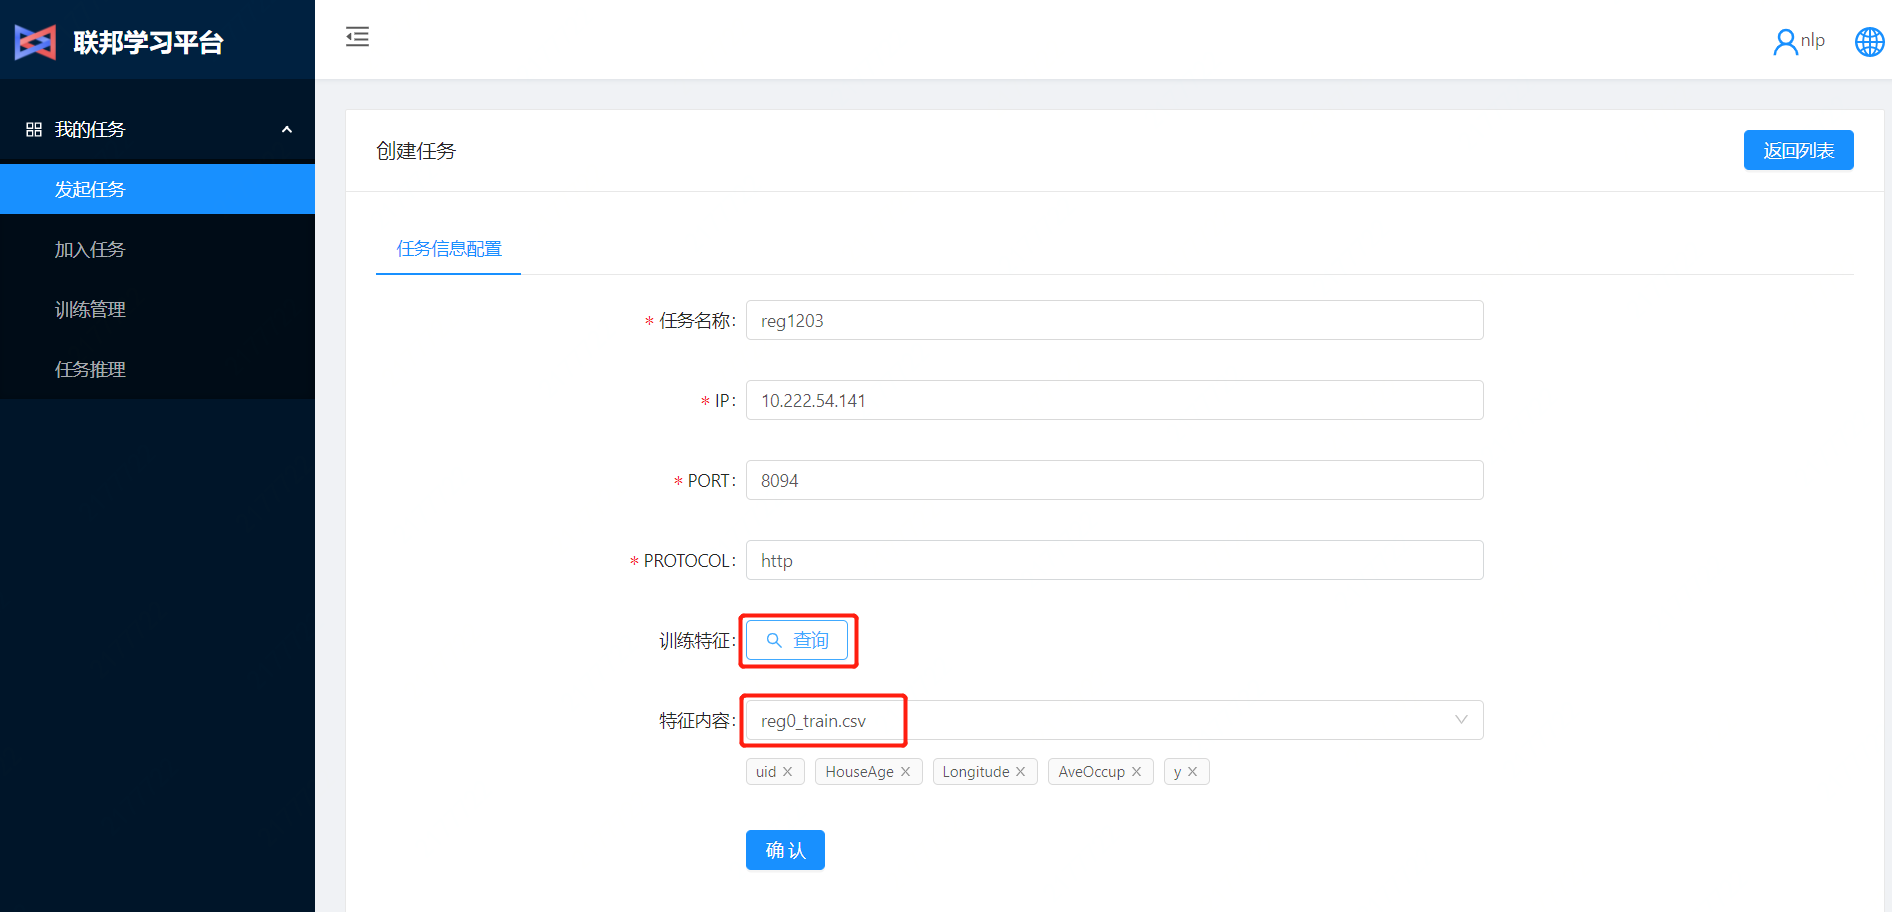 联邦学习平台
nlp
我的任务
发起任务
加入任务
训练管理
任务推理
创建任务
返回列表
任务信息配置
* 任务名称: reg1203
* IP: 10.222.54.141
* PORT: 8094
* PROTOCOL: http
训练特征: 查询
特征内容: reg0_train.csv
uid HouseAge Longitude AveOccup y
确认